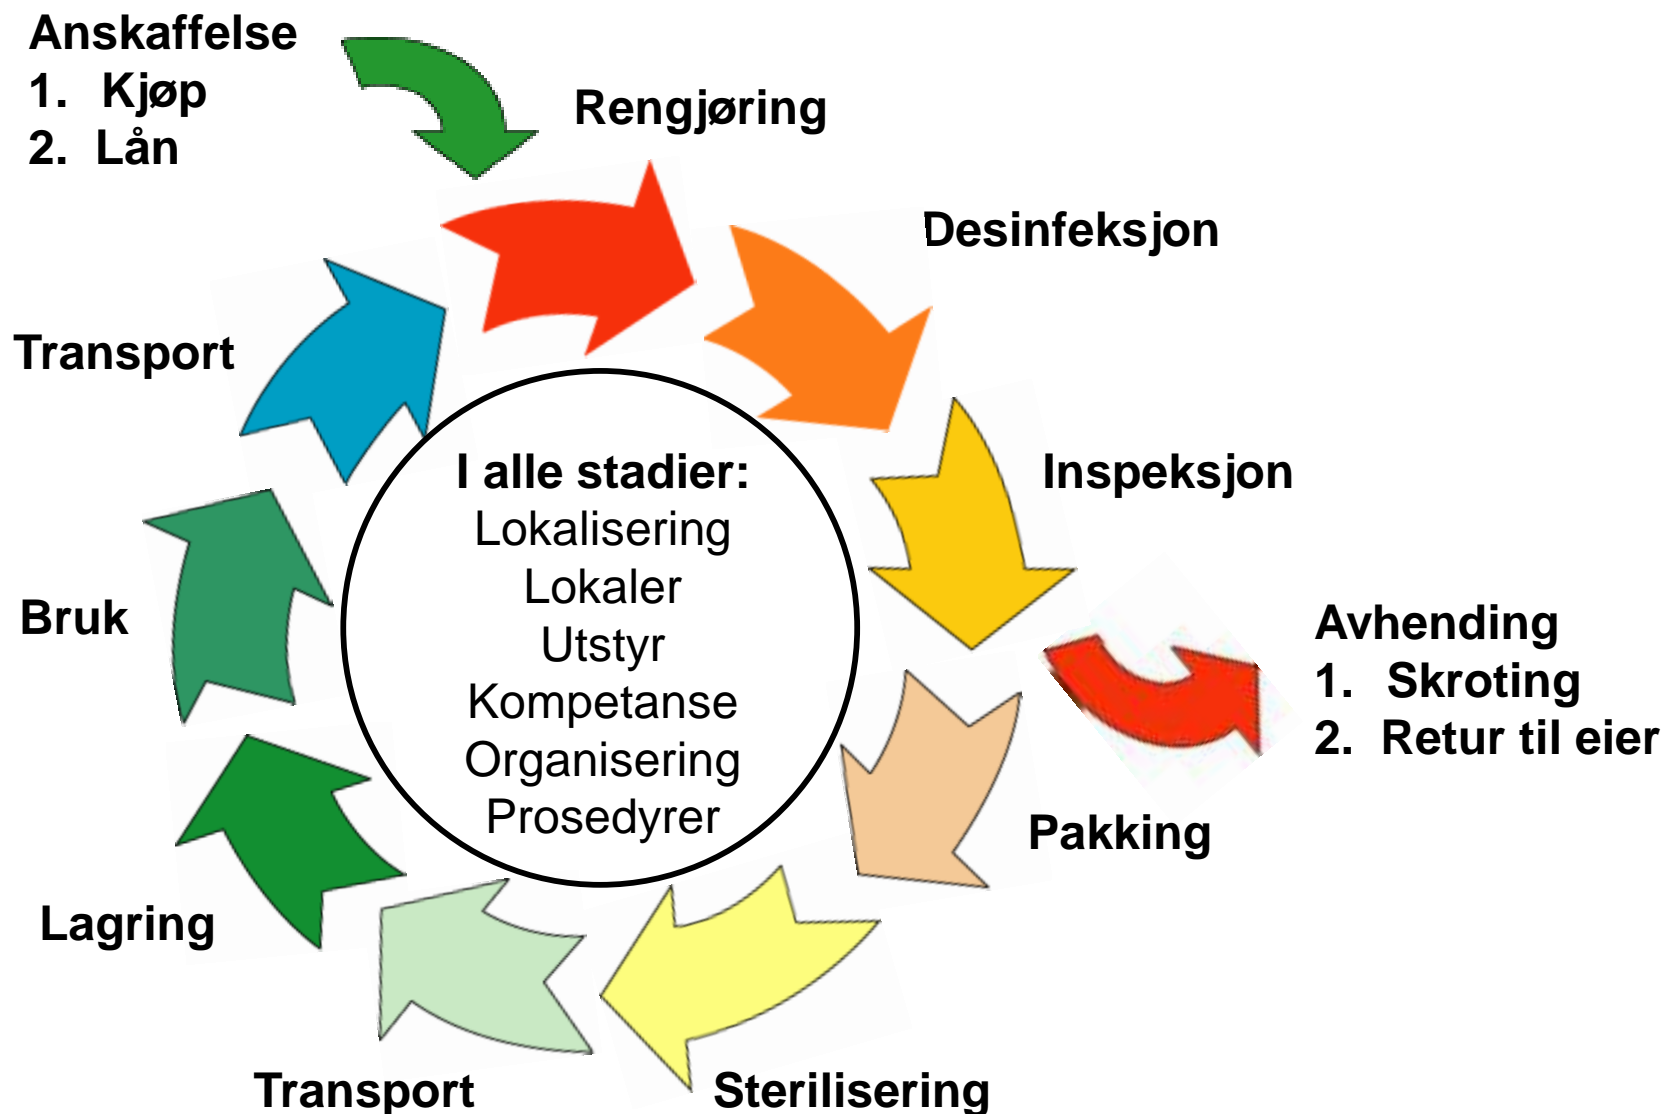 Anskaffelse
1. Kjøp
2. Lån
Rengjøring
Desinfeksjon
Transport
Inspeksjon
I alle stadier:
Lokalisering
Lokaler
Utstyr
Kompetanse
Organisering
Prosedyrer
Bruk
Avhending
1. Skroting
2. Retur til eier
Pakking
Lagring
Transport
Sterilisering